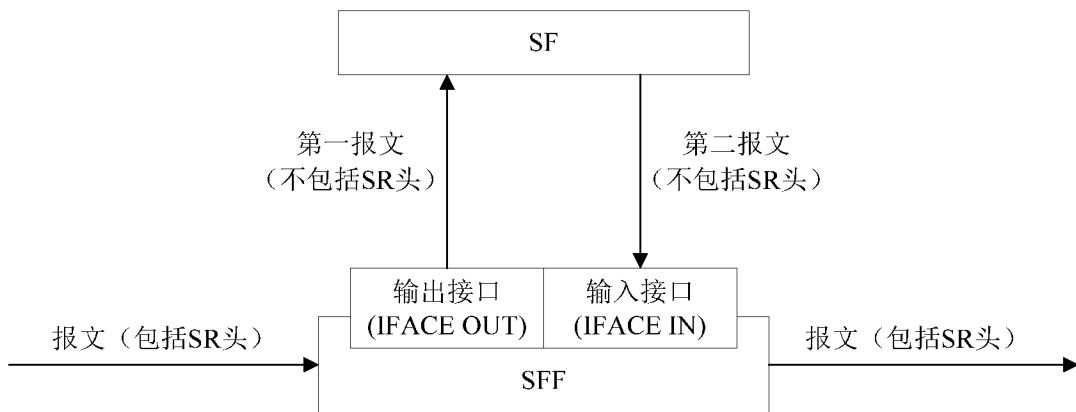 SF
第一报文
（不包括SR头）
第二报文
（不包括SR头）
输出接口
(IFACE OUT)
输入接口
(IFACE IN)
报文（包括SR头）
报文（包括SR头）
SFF